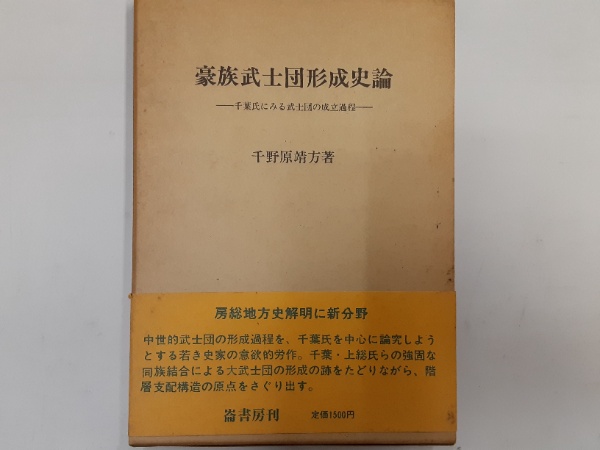 豪族武士団形成史論
──千葉氏にみる武士団の成立過程──
千野原靖方著
房総地方史解明に新分野
中世的武士団の形成過程を、千葉氏を中心に論究しよう
とする若き史家の意欲的労作。千葉・上総氏らの強固な
同族結合による大武士団の形成の跡をたどりながら、階
層支配構造の原点をさぐり出す。
崙書房刊 定価1500円